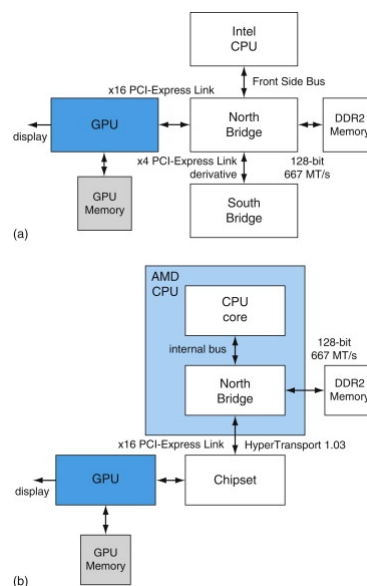 Intel
CPU
Front Side Bus
x16 PCI-Express Link
GPU
North
Bridge
DDR2
Memory
display
x4 PCI-Express Link
derivative
128-bit
667 MT/s
GPU
Memory
South
Bridge
(a)
AMD
CPU
CPU
core
internal bus
128-bit
667 MT/s
North
Bridge
DDR2
Memory
x16 PCI-Express Link
HyperTransport 1.03
GPU
Chipset
display
GPU
Memory
(b)